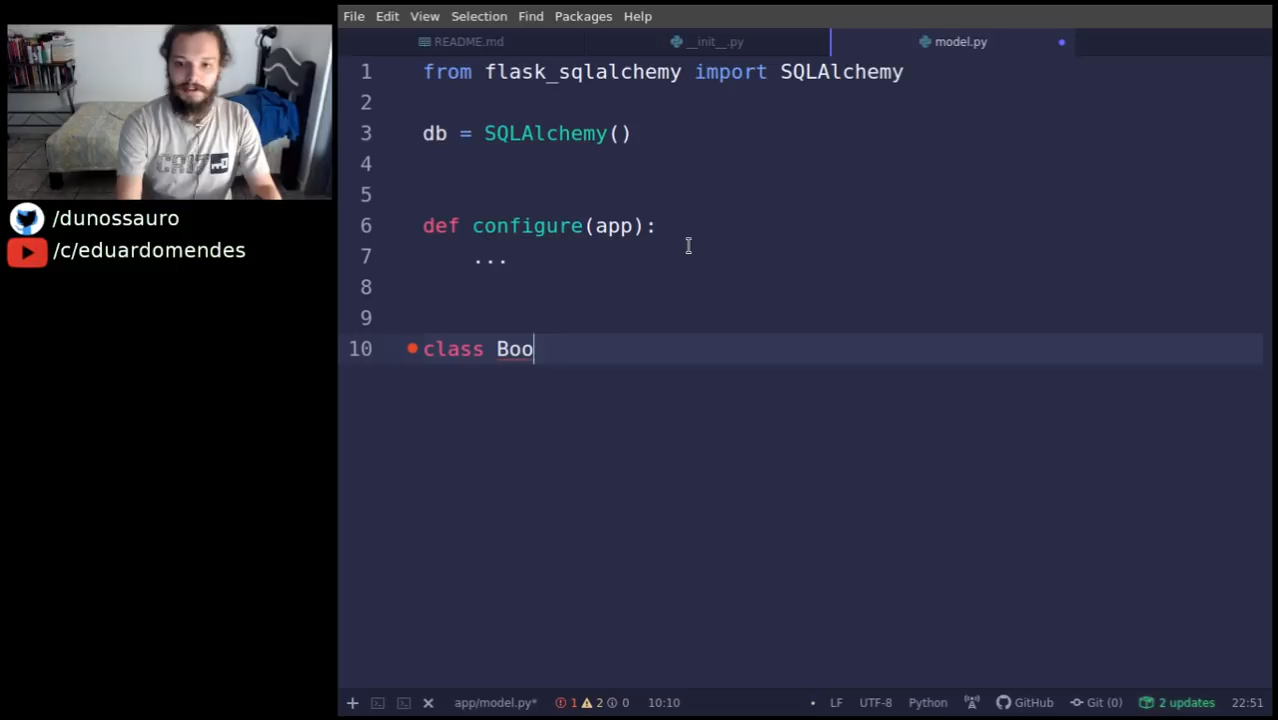 File Edit View Selection Find Packages Help
README.md __init__.py model.py
/dunossauro
/c/eduardomendes
1 from flask_sqlalchemy import SQLAlchemy
2
3 db = SQLAlchemy()
4
5
6 def configure(app):
7 ...
8
9
10 class Boo
app/model.py* 1 2 0 10:10 LF UTF-8 Python GitHub Git (0) 2 updates 22:51